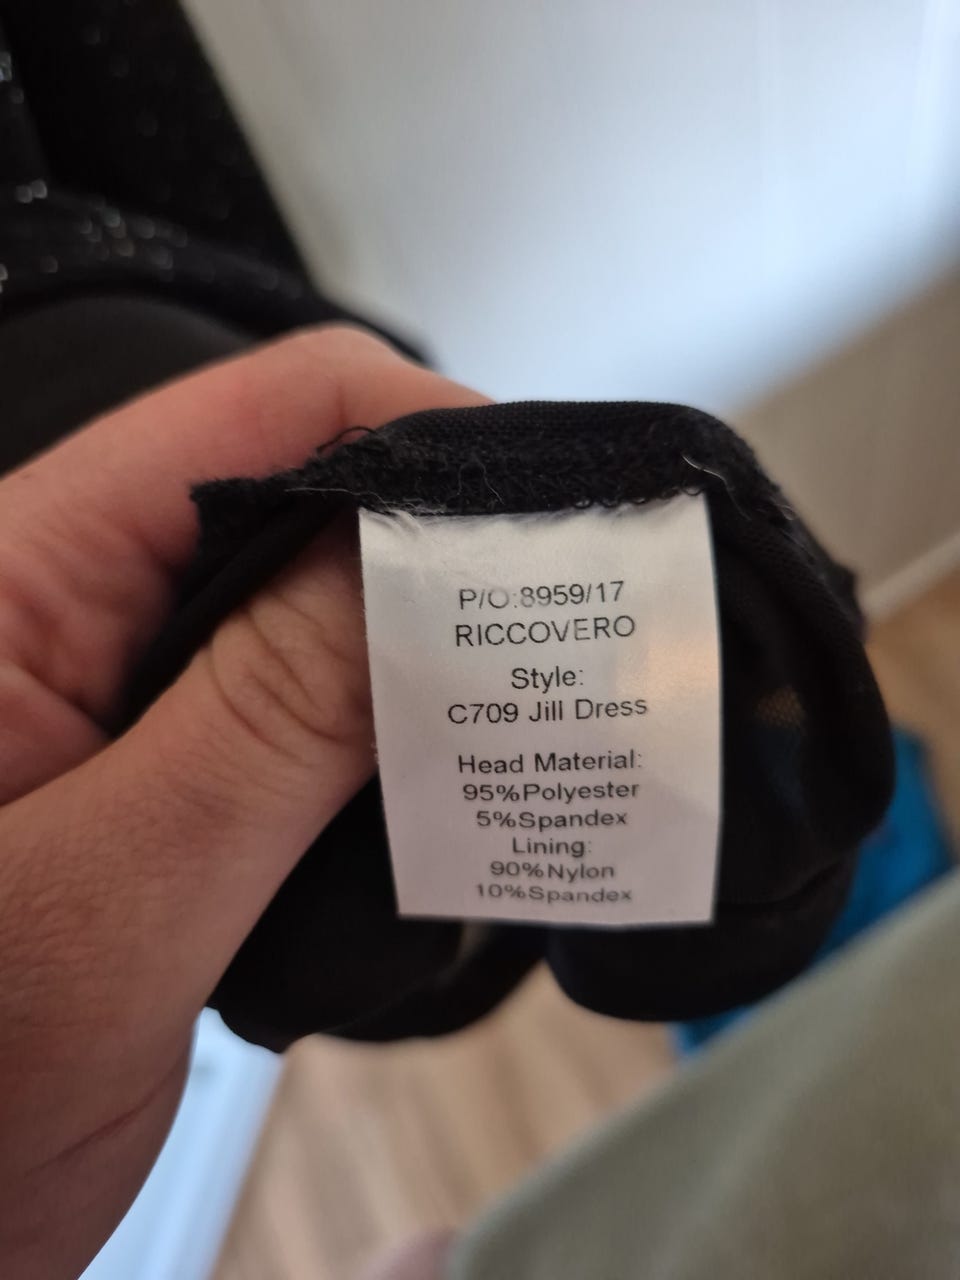 P/O:8959/17
RICCOVERO
Style:
C709 Jill Dress
Head Material:
95%Polyester
5%Spandex
Lining:
90%Nylon
10%Spandex